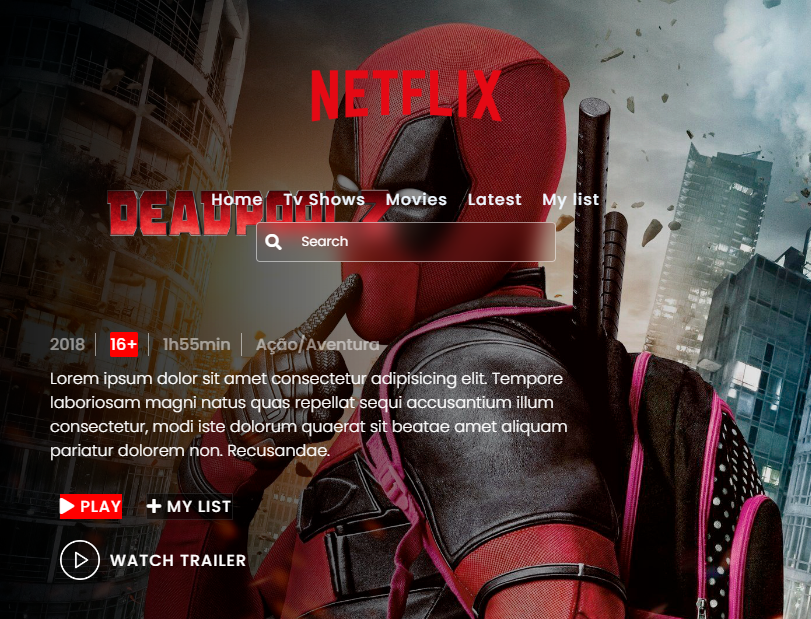 NETFLIX
DEADPOOL 2
Home Tv Shows Movies Latest My list
Search
2018 16+ 1h55min Ação/Aventura
Lorem ipsum dolor sit amet consectetur adipisicing elit. Tempore
laboriosam magni natus quas repellat sequi accusantium illum
consectetur, modi iste dolorum quaerat sit beatae amet aliquam
pariatur dolorem non. Recusandae.
PLAY MY LIST
WATCH TRAILER